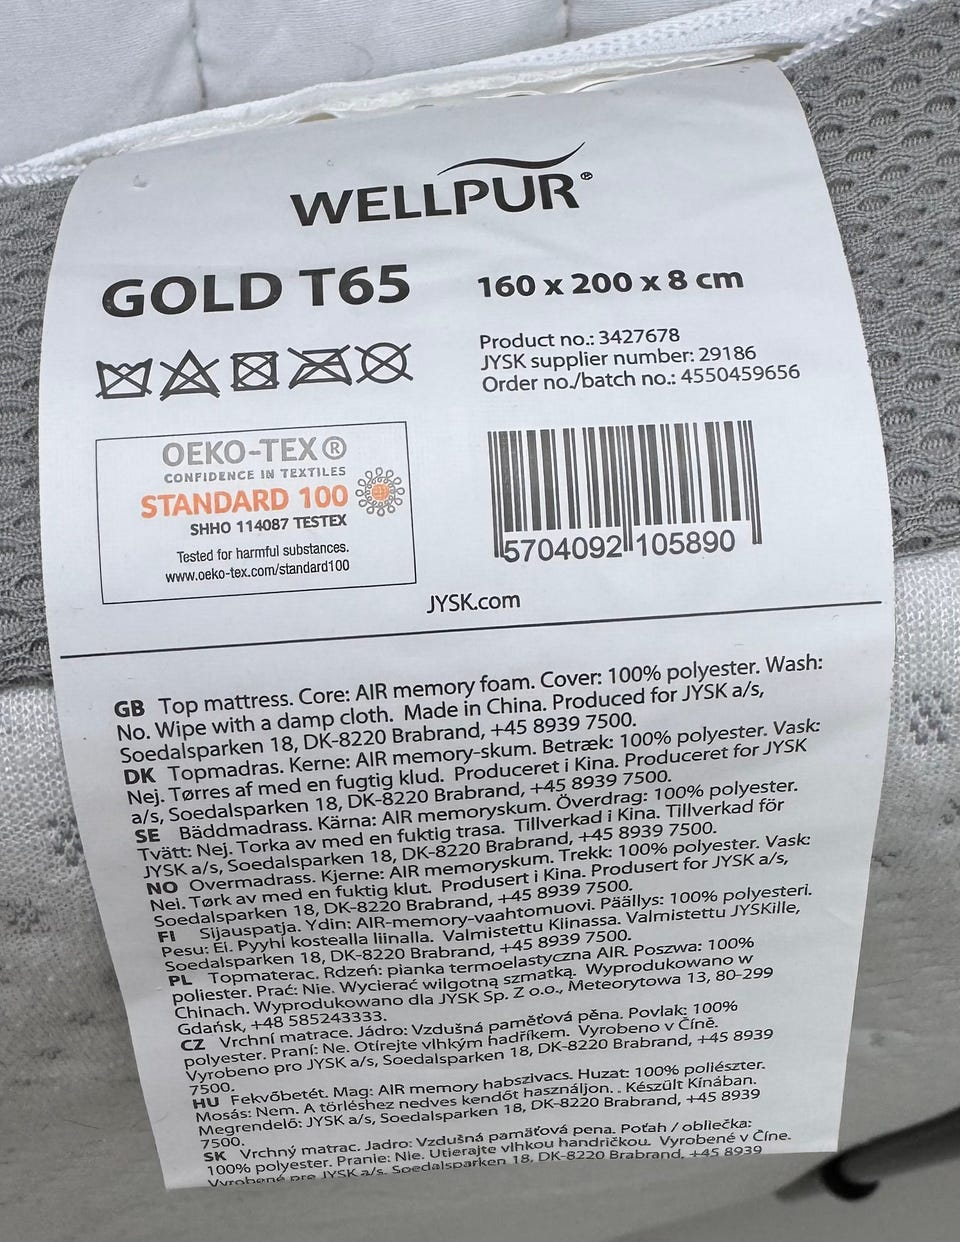 WELLPUR®
GOLD T65
160 x 200 x 8 cm
Product no.: 3427678
JYSK supplier number: 29186
Order no./batch no.: 4550459656
OEKO-TEX®
CONFIDENCE IN TEXTILES
STANDARD 100
SHHO 114087 TESTEX
Tested for harmful substances.
www.oeko-tex.com/standard100
5704092 105890
JYSK.com
GB Top mattress. Core: AIR memory foam. Cover: 100% polyester. Wash:
No. Wipe with a damp cloth. Made in China. Produced for JYSK a/s,
Soedalsparken 18, DK-8220 Brabrand, +45 8939 7500.
DK Topmadras. Kerne: AIR memory-skum. Betræk: 100% polyester. Vask:
Nej. Tørres af med en fugtig klud. Produceret i Kina. Produceret for JYSK
a/s, Soedalsparken 18, DK-8220 Brabrand, +45 8939 7500.
SE Bäddmadrass. Kärna: AIR memoryskum. Överdrag: 100% polyester.
Tvätt: Nej. Torka av med en fuktig trasa. Tillverkad i Kina. Tillverkad för
JYSK a/s, Soedalsparken 18, DK-8220 Brabrand, +45 8939 7500.
NO Overmadrass. Kjerne: AIR memoryskum. Trekk: 100% polyester. Vask:
Nei. Tørk av med en fuktig klut. Produsert i Kina. Produsert for JYSK a/s,
Soedalsparken 18, DK-8220 Brabrand, +45 8939 7500.
FI Sijauspatja. Ydin: AIR-memory-vaahtomuovi. Päällys: 100% polyesteri.
Pesu: Ei. Pyyhi kostealla liinalla. Valmistettu Kiinassa. Valmistettu JYSKille,
Soedalsparken 18, DK-8220 Brabrand, +45 8939 7500.
PL Topmaterac. Rdzeń: pianka termoelastyczna AIR. Poszwa: 100%
poliester. Prać: Nie. Wycierać wilgotną szmatką. Wyprodukowano w
Chinach. Wyprodukowano dla JYSK Sp. Z o.o., Meteorytowa 13, 80-299
Gdańsk, +48 585243333.
CZ Vrchní matrace. Jádro: Vzdušná paměťová pěna. Povlak: 100%
polyester. Praní: Ne. Otírejte vlhkým hadříkem. Vyrobeno v Číně.
Vyrobeno pro JYSK a/s, Soedalsparken 18, DK-8220 Brabrand, +45 8939
7500.
HU Fekvőbetét. Mag: AIR memory habszivacs. Huzat: 100% poliészter.
Mosás: Nem. A törléshez nedves kendőt használjon. . Készült Kínában.
Megrendelő: JYSK a/s, Soedalsparken 18, DK-8220 Brabrand, +45 8939
7500.
SK Vrchný matrac. Jadro: Vzdušná pamäťová pena. Poťah / obliečka:
100% polyester. Pranie: Nie. Utierajte vlhkou handričkou. Vyrobené v Číne.
Vyrobené pre JYSK a/s. Soedalsparken 18, DK-8220 Brabrand, +45 8939